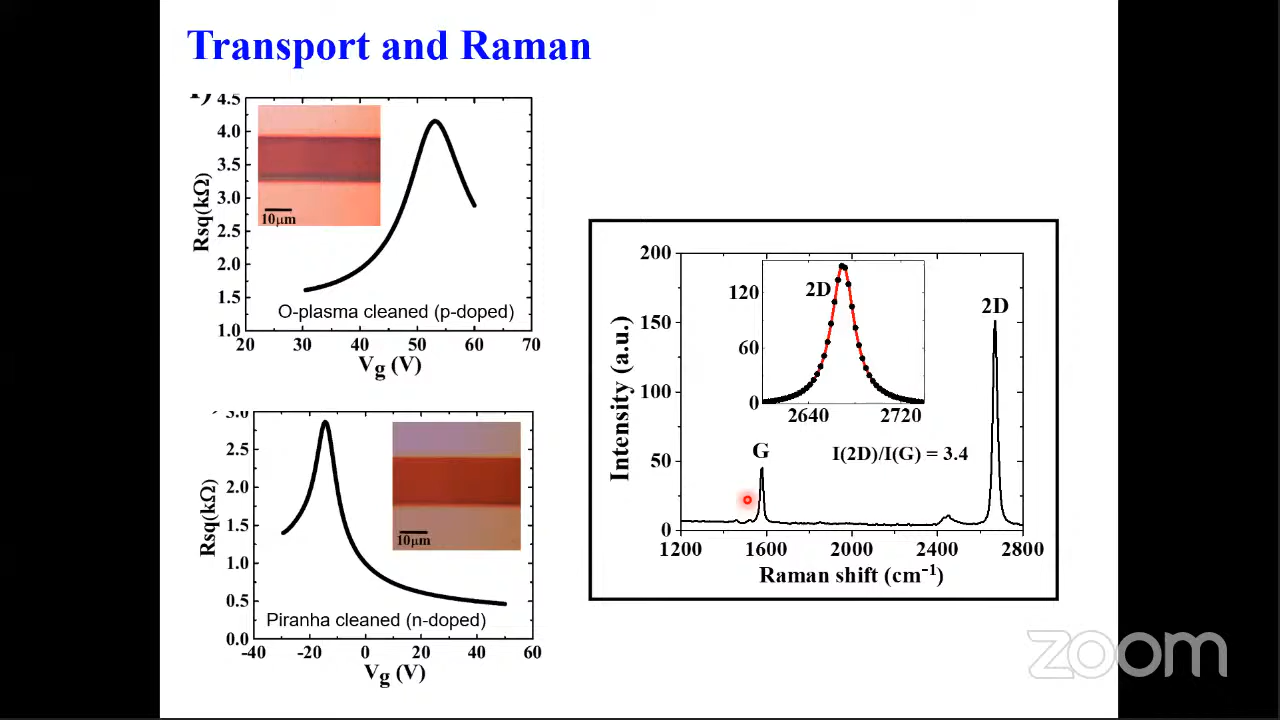 Transport and Raman
4.5
4.0
3.5
3.0
2.5
2.0
1.5
1.0
Rsq(kΩ)
10μm
O-plasma cleaned (p-doped)
20 30 40 50 60 70
Vg (V)
3.0
2.5
2.0
1.5
1.0
0.5
0.0
Rsq(kΩ)
10μm
Piranha cleaned (n-doped)
-40 -20 0 20 40 60
Vg (V)
200
150
100
50
0
Intensity (a.u.)
120
60
0
2D
2640 2720
2D
G
I(2D)/I(G) = 3.4
1200 1600 2000 2400 2800
Raman shift (cm-1)
zoom